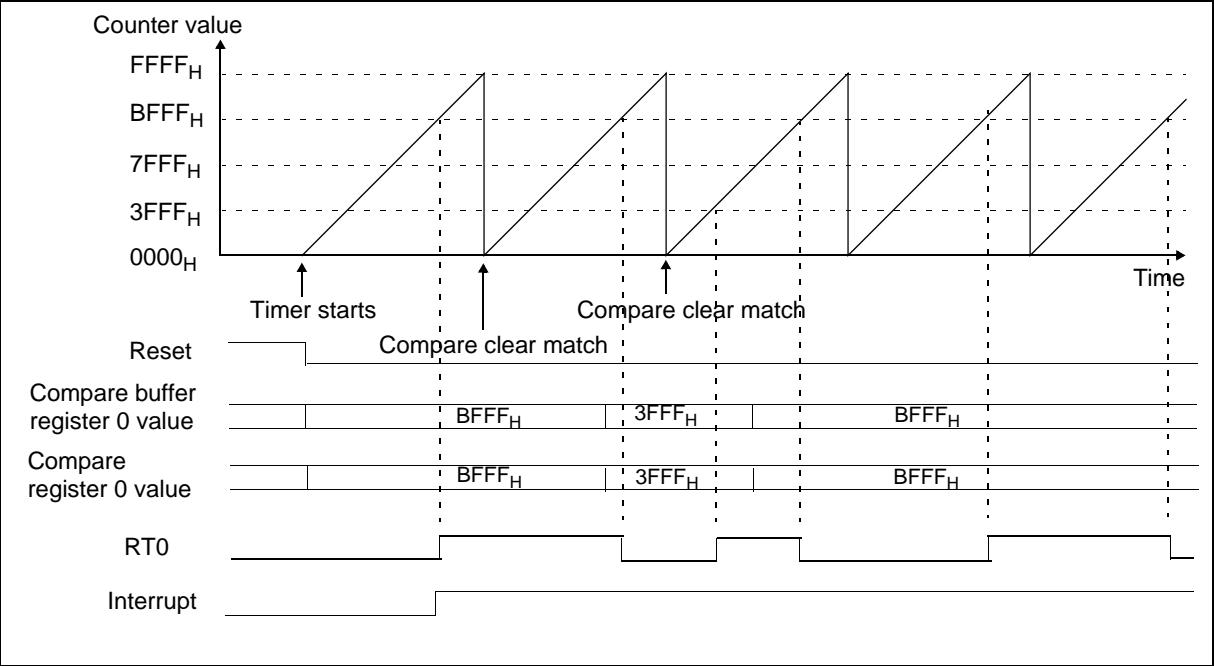 Counter value
FFFFH
BFFFH
7FFFH
3FFFH
0000H
Time
Timer starts
Compare clear match
Compare clear match
Reset
Compare buffer
register 0 value
BFFFH
3FFFH
BFFFH
Compare
register 0 value
BFFFH
3FFFH
BFFFH
RT0
Interrupt